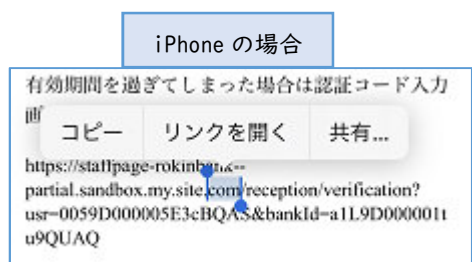 iPhone の場合
有効期間を過ぎてしまった場合は認証コード入力
画
コピー リンクを開く 共有...
https://staffpage-rokinbank--
partial.sandbox.my.site.com/reception/verification?
usr=0059D000005E3cBQAS&bankId=a1L9D000001t
u9QUAQ